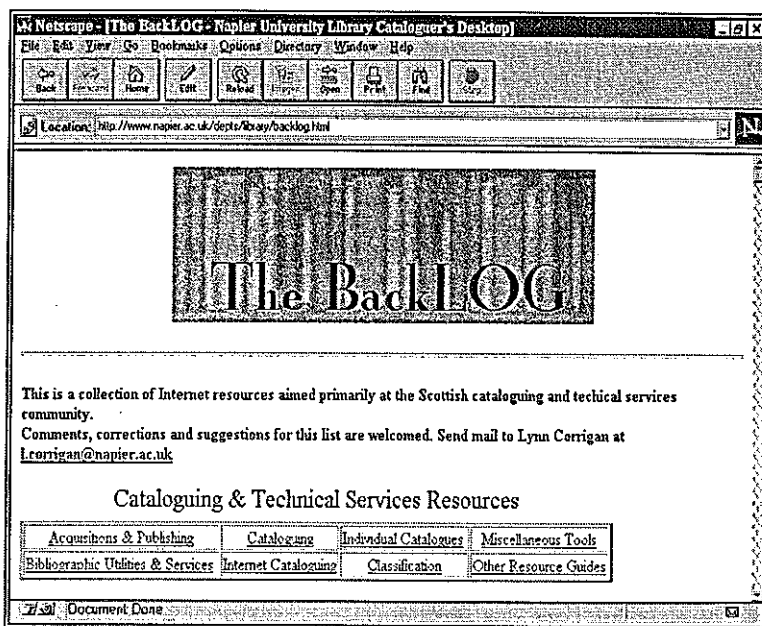 Netscape - [The BackLOG - Napier University Library Cataloguer's Desktop]
File Edit View Go Bookmarks Options Directory Window Help
Back Forward Home Edit Reload Images Open Print Find Stop
Location: http://www.napier.ac.uk/depts/library/backlog.html
N
The BackLOG
This is a collection of Internet resources aimed primarily at the Scottish cataloguing and techical services
community.
Comments, corrections and suggestions for this list are welcomed. Send mail to Lynn Corrigan at
l.corrigan@napier.ac.uk
Cataloguing & Technical Services Resources
Acquisitions & Publishing Cataloguing Individual Catalogues Miscellaneous Tools
Bibliographic Utilities & Services Internet Cataloguing Classification Other Resource Guides
Document Done